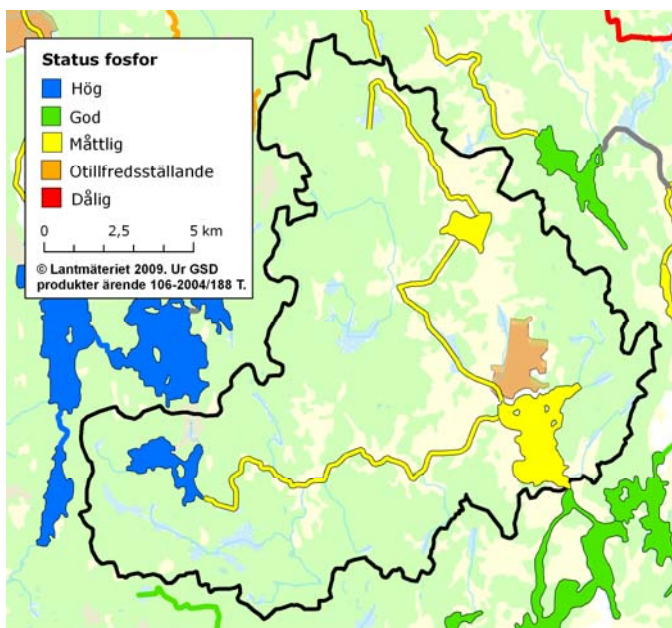 Status fosfor
Hög
God
Måttlig
Otillfredsställande
Dålig
0 2,5 5 km
© Lantmäteriet 2009. Ur GSD
produkter ärende 106-2004/188 T.